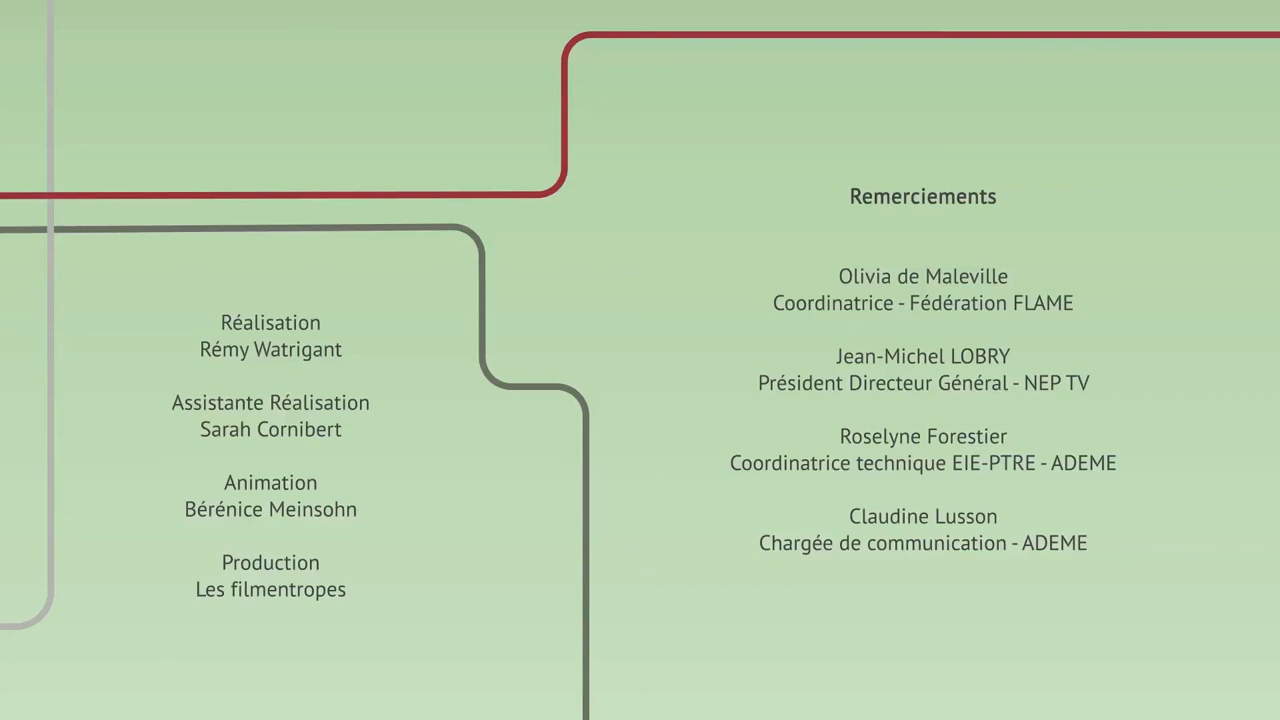 Réalisation
Rémy Watrigant
Assistante Réalisation
Sarah Cornibert
Animation
Bérénice Meinsohn
Production
Les filmentropes
Remerciements
Olivia de Maleville
Coordinatrice - Fédération FLAME
Jean-Michel LOBRY
Président Directeur Général - NEP TV
Roselyne Forestier
Coordinatrice technique EIE-PTRE - ADEME
Claudine Lusson
Chargée de communication - ADEME